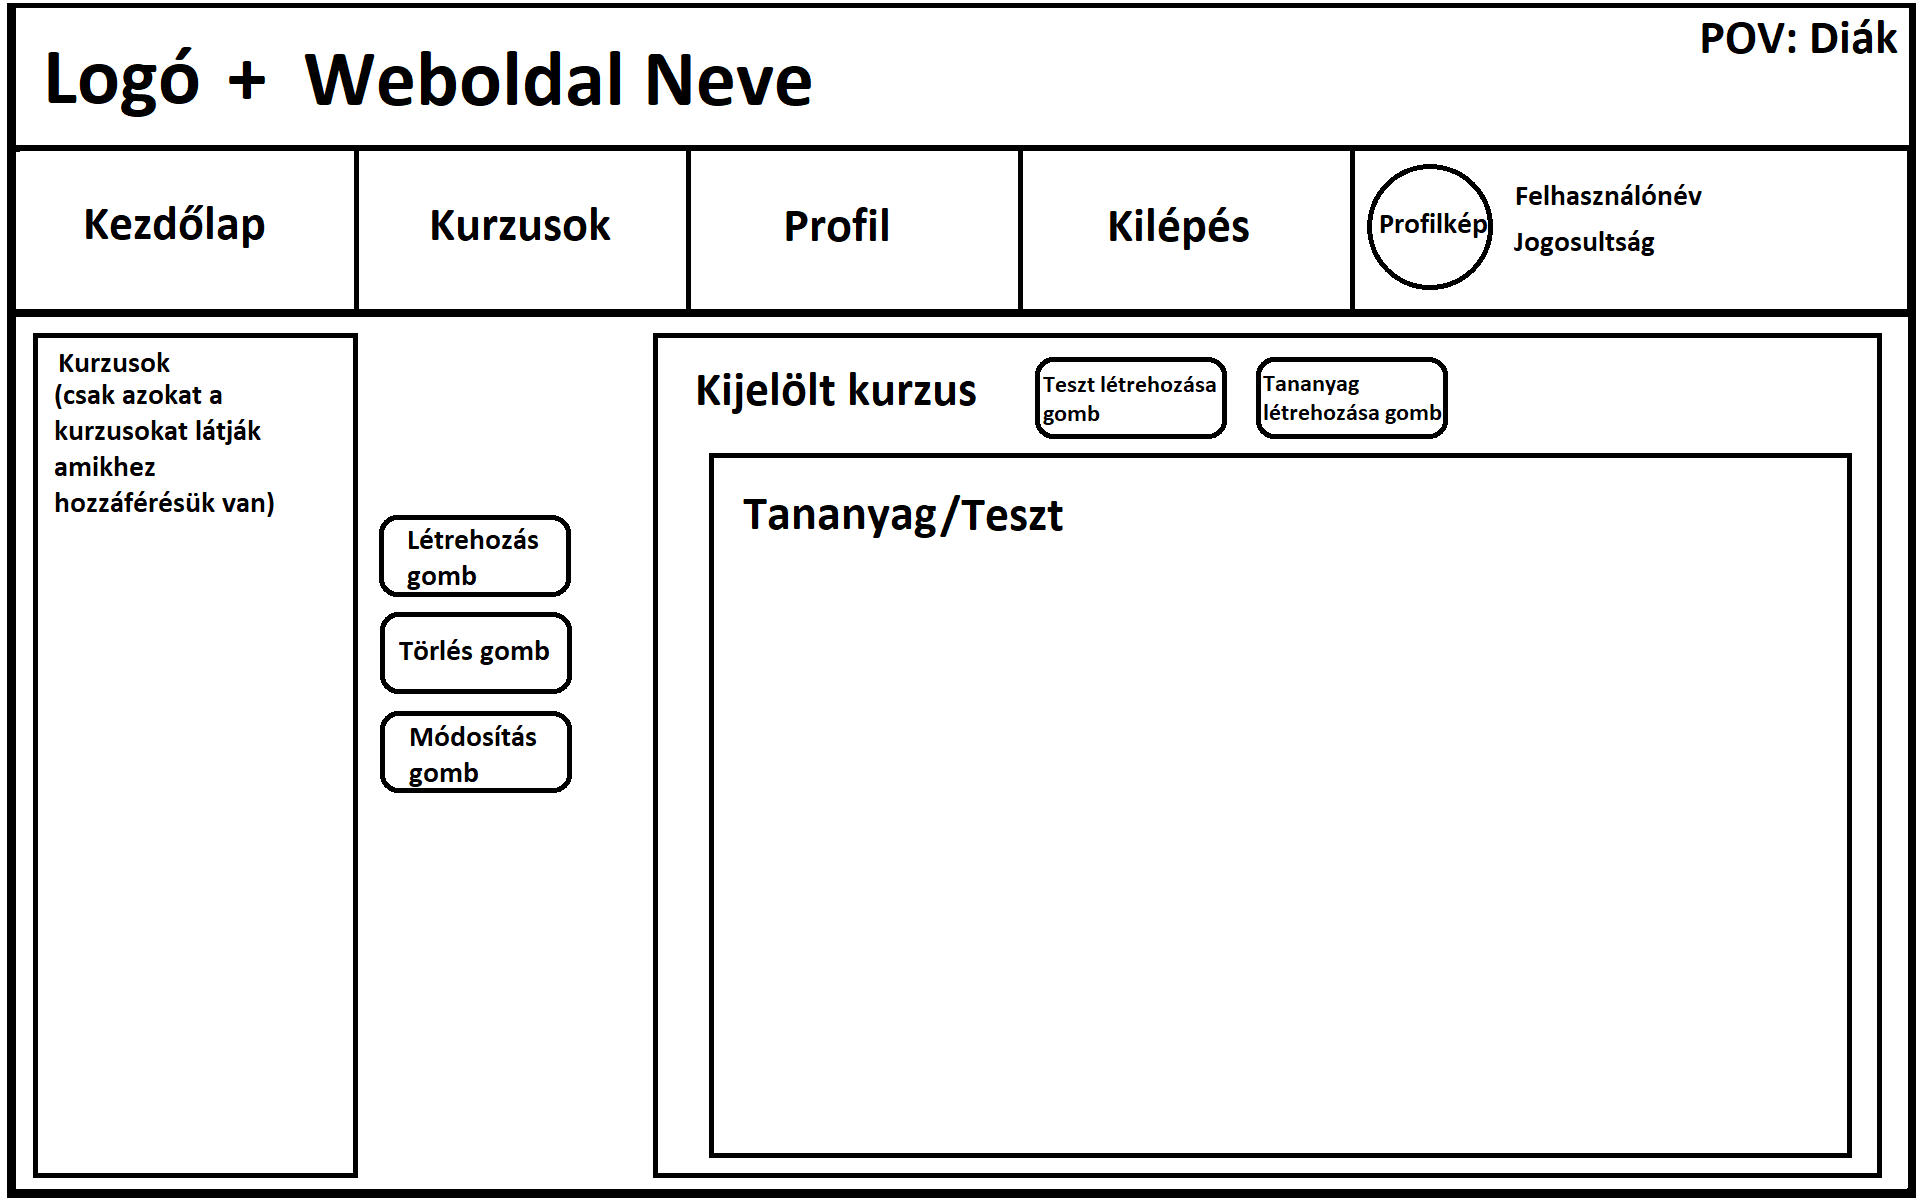 POV: Diák
Logó + Weboldal Neve
Kezdőlap
Kurzusok
Profil
Kilépés
Profilkép
Felhasználónév
Jogosultság
Kurzusok
(csak azokat a
kurzusokat látják
amikhez
hozzáférésük van)
Létrehozás
gomb
Törlés gomb
Módosítás
gomb
Kijelölt kurzus
Teszt létrehozása
gomb
Tananyag
létrehozása gomb
Tananyag/Teszt